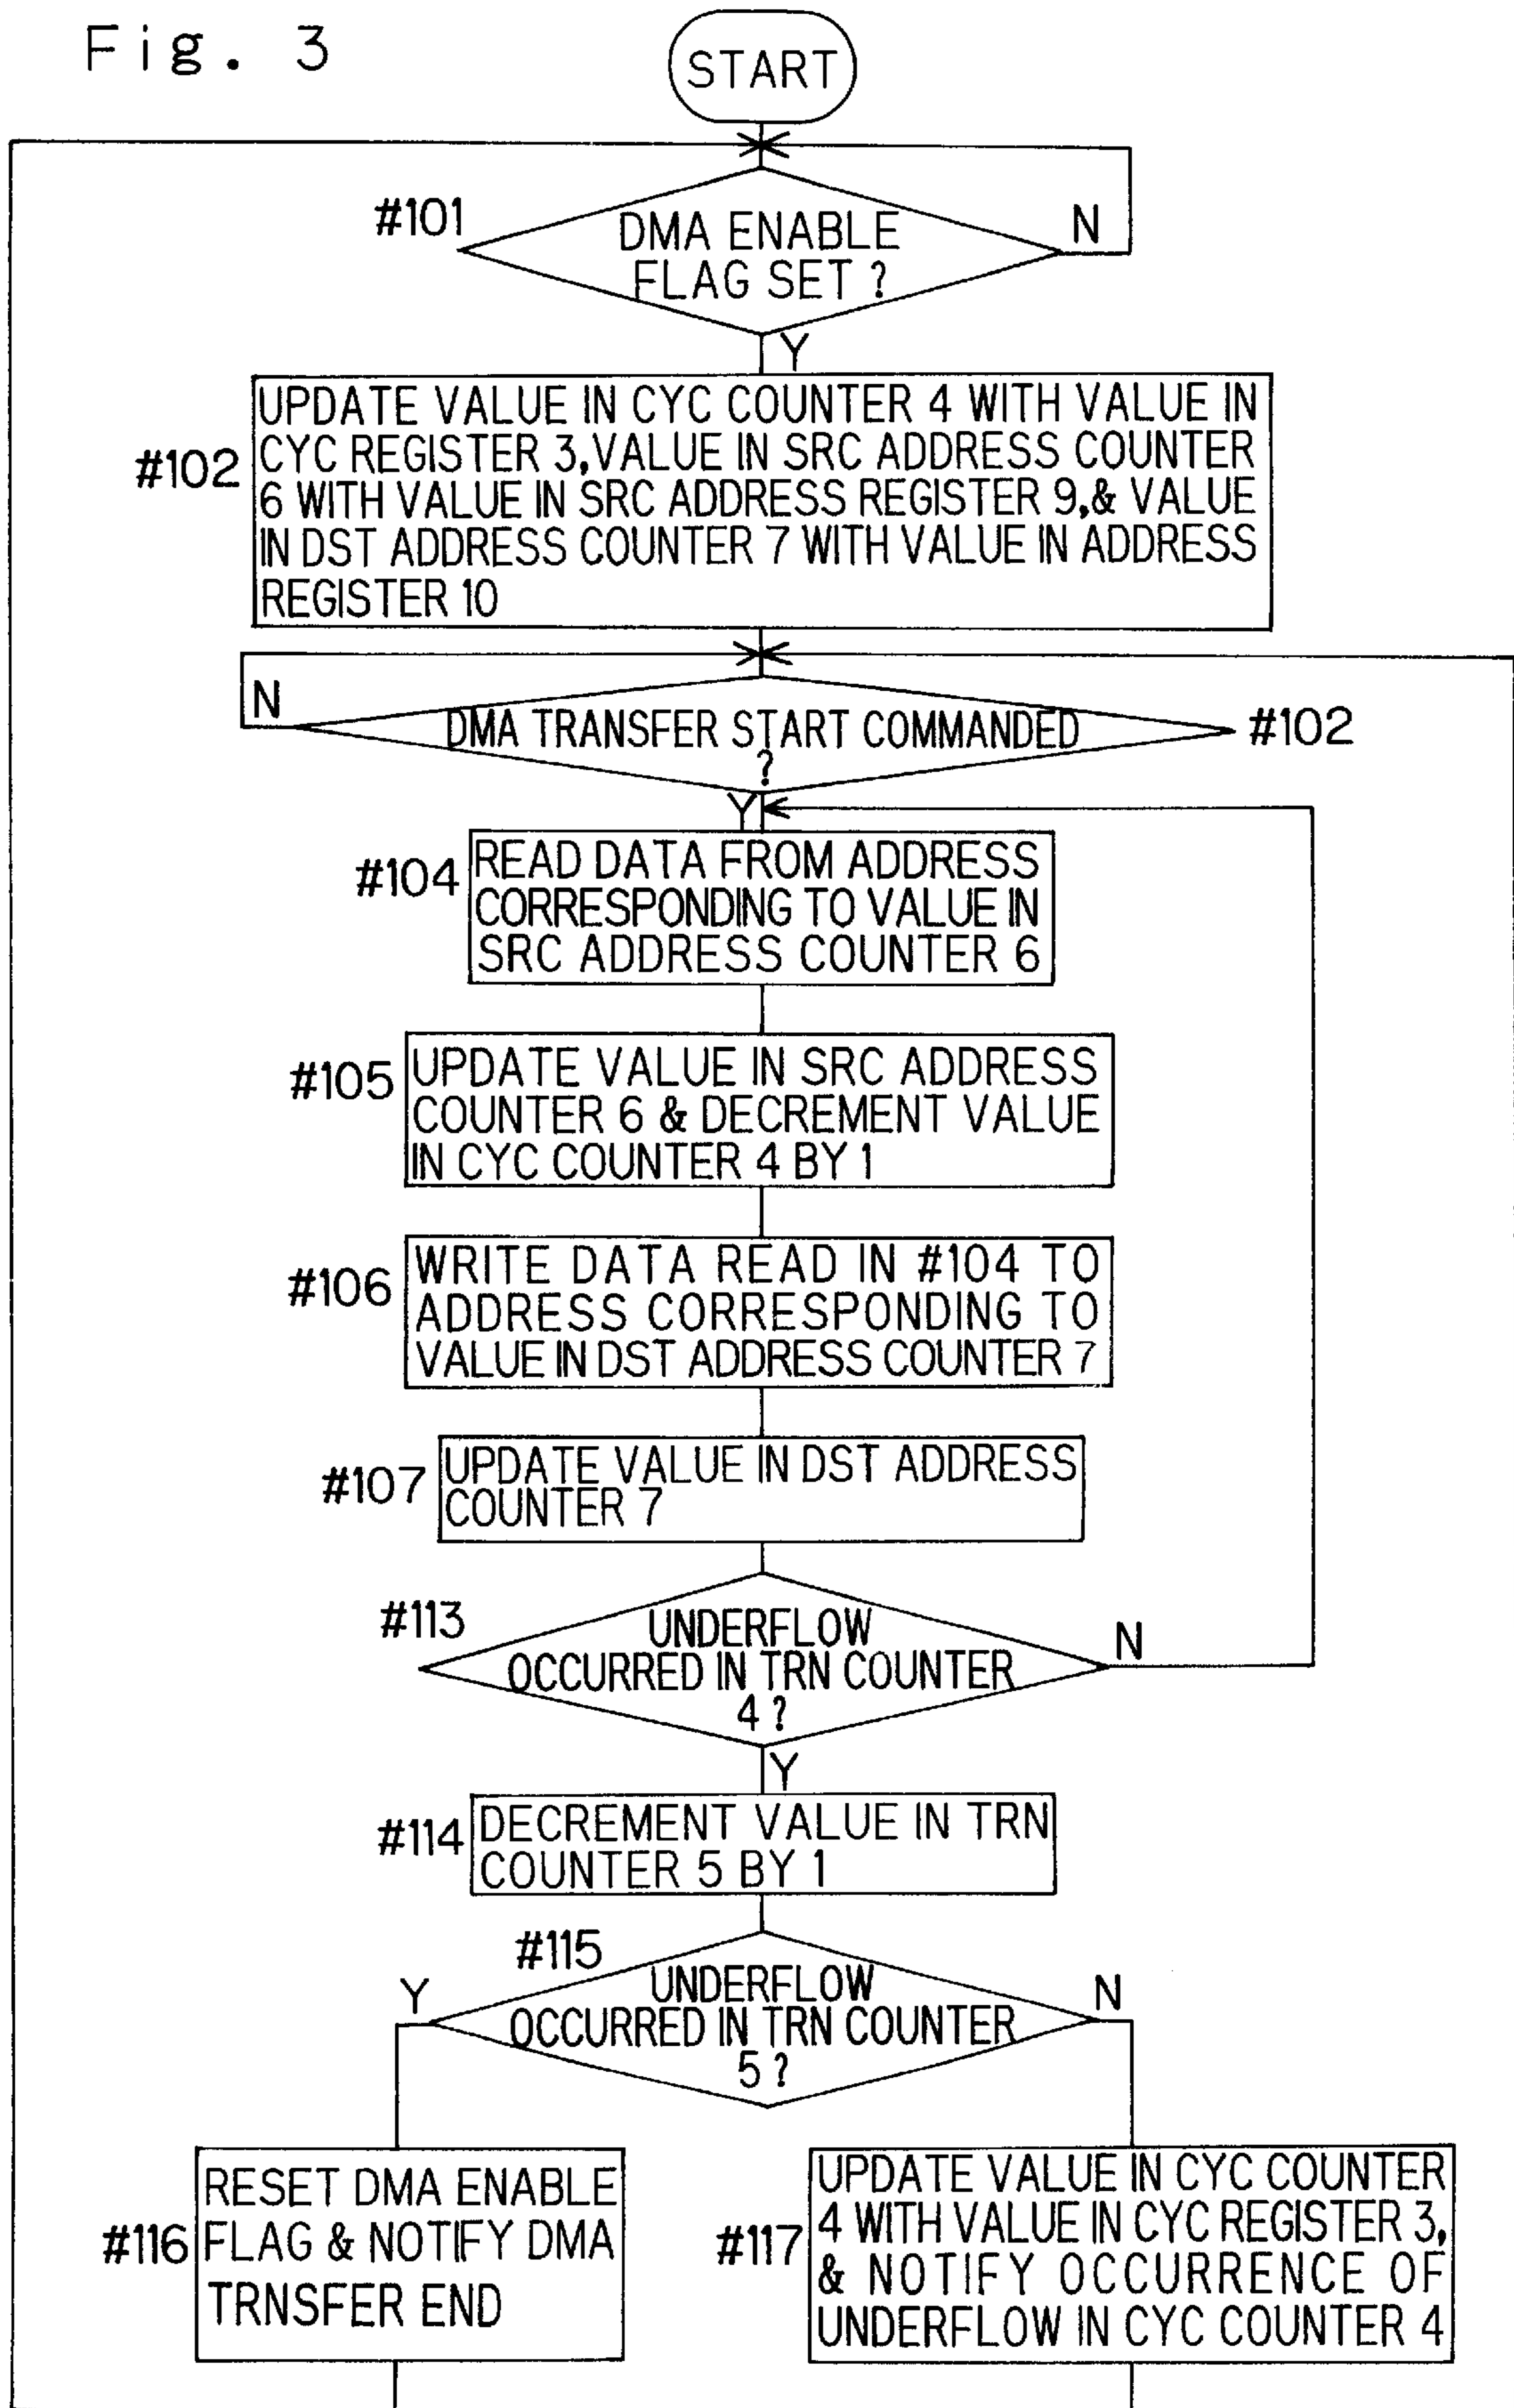 Fig. 3
START
#101
DMA ENABLE
FLAG SET ?
N
Y
#102
UPDATE VALUE IN CYC COUNTER 4 WITH VALUE IN
CYC REGISTER 3,VALUE IN SRC ADDRESS COUNTER
6 WITH VALUE IN SRC ADDRESS REGISTER 9,& VALUE
IN DST ADDRESS COUNTER 7 WITH VALUE IN ADDRESS
REGISTER 10
N
DMA TRANSFER START COMMANDED
?
#102
Y
#104
READ DATA FROM ADDRESS
CORRESPONDING TO VALUE IN
SRC ADDRESS COUNTER 6
#105
UPDATE VALUE IN SRC ADDRESS
COUNTER 6 & DECREMENT VALUE
IN CYC COUNTER 4 BY 1
#106
WRITE DATA READ IN #104 TO
ADDRESS CORRESPONDING TO
VALUE IN DST ADDRESS COUNTER 7
#107
UPDATE VALUE IN DST ADDRESS
COUNTER 7
#113
UNDERFLOW
OCCURRED IN TRN COUNTER
4 ?
N
Y
#114
DECREMENT VALUE IN TRN
COUNTER 5 BY 1
#115
UNDERFLOW
OCCURRED IN TRN COUNTER
5 ?
Y
N
#116
RESET DMA ENABLE
FLAG & NOTIFY DMA
TRNSFER END
#117
UPDATE VALUE IN CYC COUNTER
4 WITH VALUE IN CYC REGISTER 3,
& NOTIFY OCCURRENCE OF
UNDERFLOW IN CYC COUNTER 4